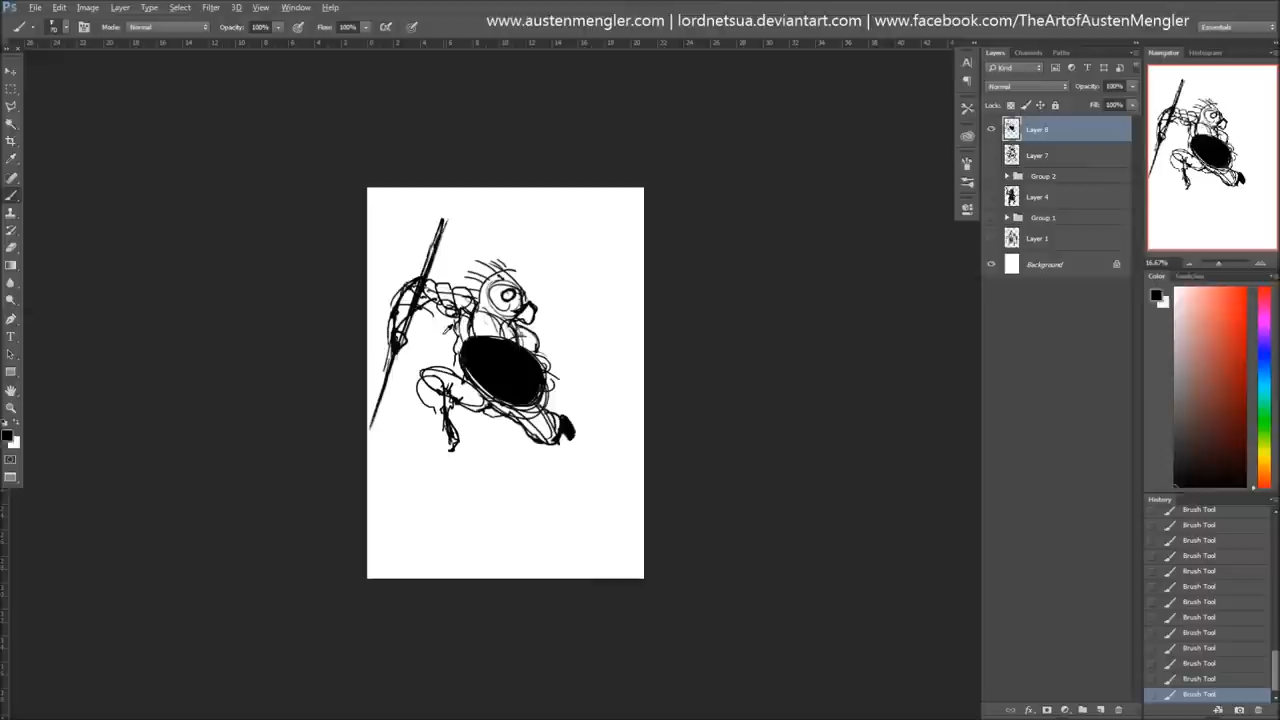 www.austenmengler.com | lordnetsua.deviantart.com | www.facebook.com/TheArtofAustenMengler
Ps File Edit Image Layer Type Select Filter 3D View Window Help
70 Mode: Normal Opacity: 100% Flow: 100% Essentials
Layers Channels Paths
Kind
Normal Opacity: 100%
Lock: Fill: 100%
Layer 8
Layer 7
Group 2
Layer 4
Group 1
Layer 1
Background
Navigator Histogram
16.67%
Color Swatches
History
Brush Tool
Brush Tool
Brush Tool
Brush Tool
Brush Tool
Brush Tool
Brush Tool
Brush Tool
Brush Tool
Brush Tool
Brush Tool
Brush Tool
Brush Tool